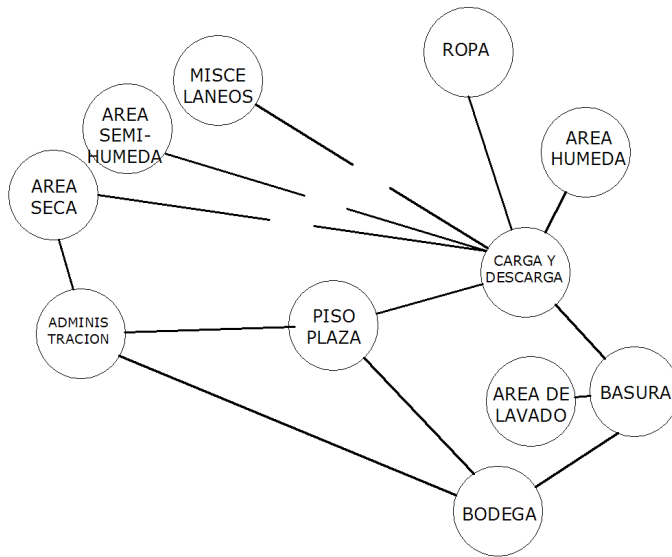 ROPA
MISCE
LANEOS
AREA
SEMI-
HUMEDA
AREA
HUMEDA
AREA
SECA
CARGA Y
DESCARGA
ADMINIS
TRACION
PISO
PLAZA
AREA DE
LAVADO
BASURA
BODEGA